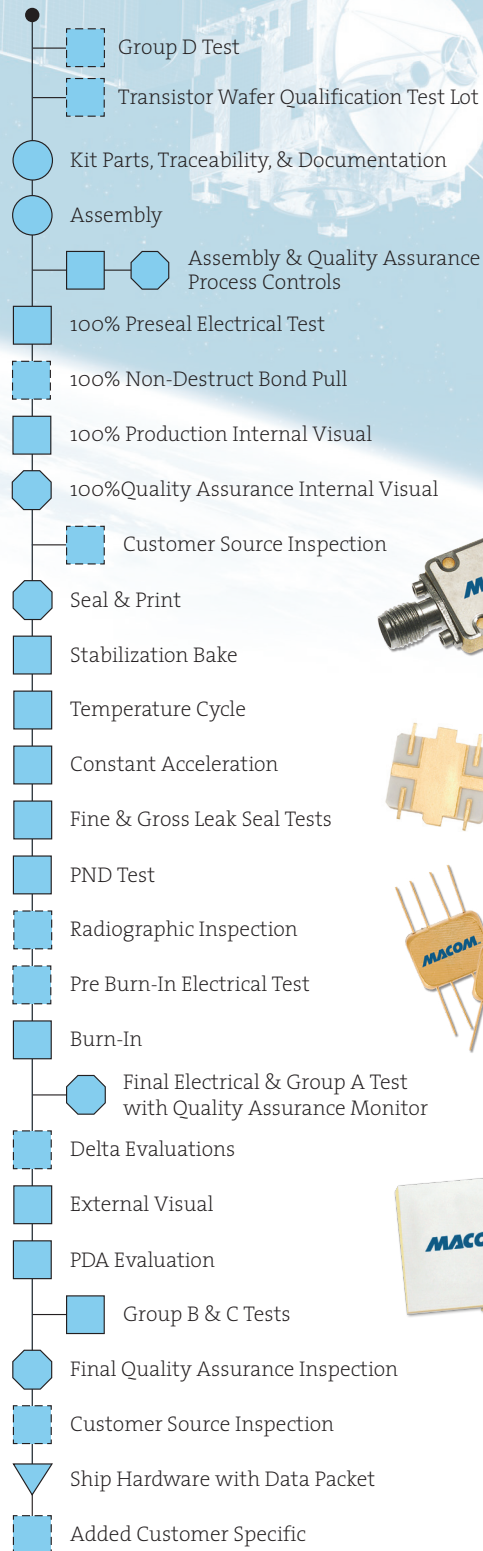 Group D Test
Transistor Wafer Qualification Test Lot
Kit Parts, Traceability, & Documentation
Assembly
Assembly & Quality Assurance
Process Controls
100% Preseal Electrical Test
100% Non-Destruct Bond Pull
100% Production Internal Visual
100%Quality Assurance Internal Visual
Customer Source Inspection
Seal & Print
Stabilization Bake
Temperature Cycle
Constant Acceleration
Fine & Gross Leak Seal Tests
PND Test
Radiographic Inspection
MACOM
Pre Burn-In Electrical Test
Burn-In
Final Electrical & Group A Test
with Quality Assurance Monitor
Delta Evaluations
External Visual
MACO
PDA Evaluation
Group B & C Tests
Final Quality Assurance Inspection
Customer Source Inspection
Ship Hardware with Data Packet
Added Customer Specific